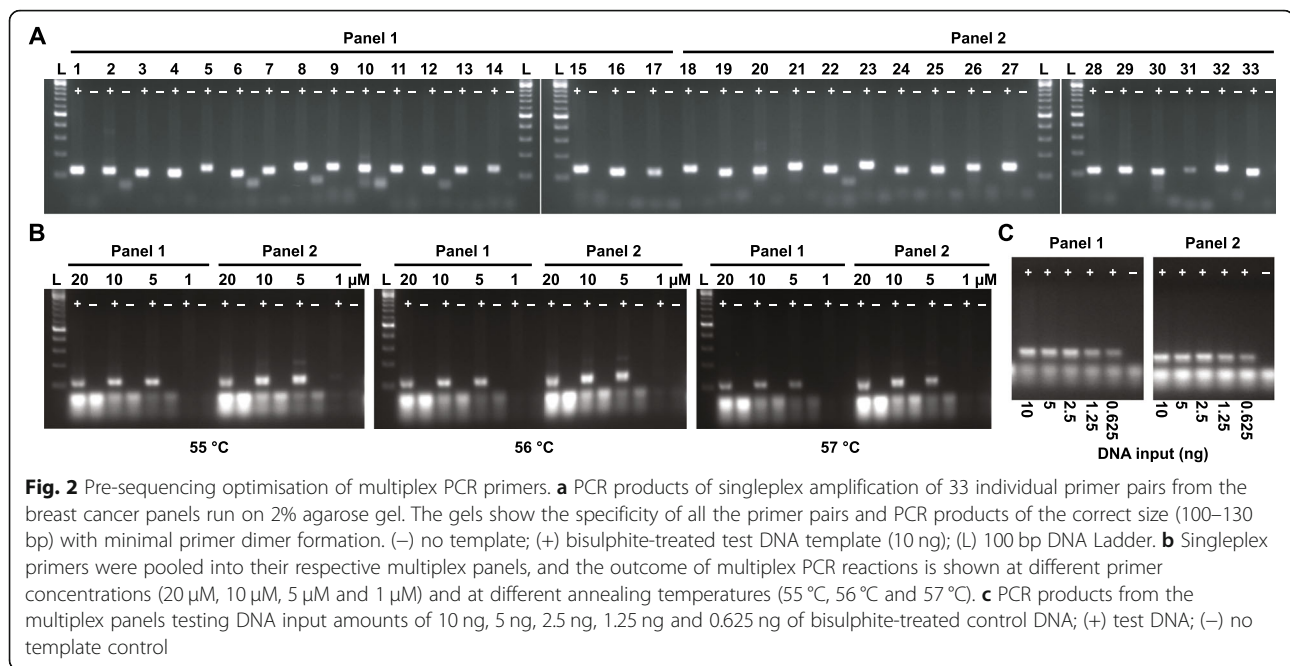 A
Panel 1 Panel 2
L 1 2 3 4 5 6 7 8 9 10 11 12 13 14 L L 15 16 17 18 19 20 21 22 23 24 25 26 27 L L 28 29 30 31 32 33
+ − + − + − + − + − + − + − + − + − + − + − + − + − + − + − + − + − + − + − + − + − + − + − + − + − + − + − + − + − + − + − + − + −
B
Panel 1 Panel 2 Panel 1 Panel 2 Panel 1 Panel 2
L 20 10 5 1 20 10 5 1 µM L 20 10 5 1 20 10 5 1 µM L 20 10 5 1 20 10 5 1 µM
+ − + − + − + − + − + − + − + − + − + − + − + − + − + − + − + − + − + − + − + − + − + − + − + −
55 °C 56 °C 57 °C
C
Panel 1 Panel 2
+ + + + + − + + + + + −
10 5 2.5 1.25 0.625 10 5 2.5 1.25 0.625
DNA input (ng)
Fig. 2 Pre-sequencing optimisation of multiplex PCR primers. a PCR products of singleplex amplification of 33 individual primer pairs from the
breast cancer panels run on 2% agarose gel. The gels show the specificity of all the primer pairs and PCR products of the correct size (100–130
bp) with minimal primer dimer formation. (−) no template; (+) bisulphite-treated test DNA template (10 ng); (L) 100 bp DNA Ladder. b Singleplex
primers were pooled into their respective multiplex panels, and the outcome of multiplex PCR reactions is shown at different primer
concentrations (20 µM, 10 µM, 5 µM and 1 µM) and at different annealing temperatures (55 °C, 56 °C and 57 °C). c PCR products from the
multiplex panels testing DNA input amounts of 10 ng, 5 ng, 2.5 ng, 1.25 ng and 0.625 ng of bisulphite-treated control DNA; (+) test DNA; (−) no
template control